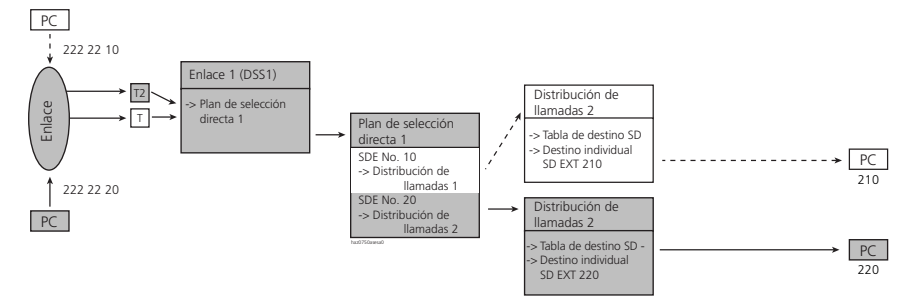 PC
222 22 10
Enlace
T2
T
222 22 20
PC
Enlace 1 (DSS1)
-> Plan de selección
directa 1
Plan de selección
directa 1
SDE No. 10
-> Distribución de
llamadas 1
SDE No. 20
-> Distribución de
llamadas 2
Distribución de
llamadas 2
-> Tabla de destino SD
-> Destino individual
SD EXT 210
PC
210
Distribución de
llamadas 2
-> Tabla de destino SD -
-> Destino individual
SD EXT 220
PC
220